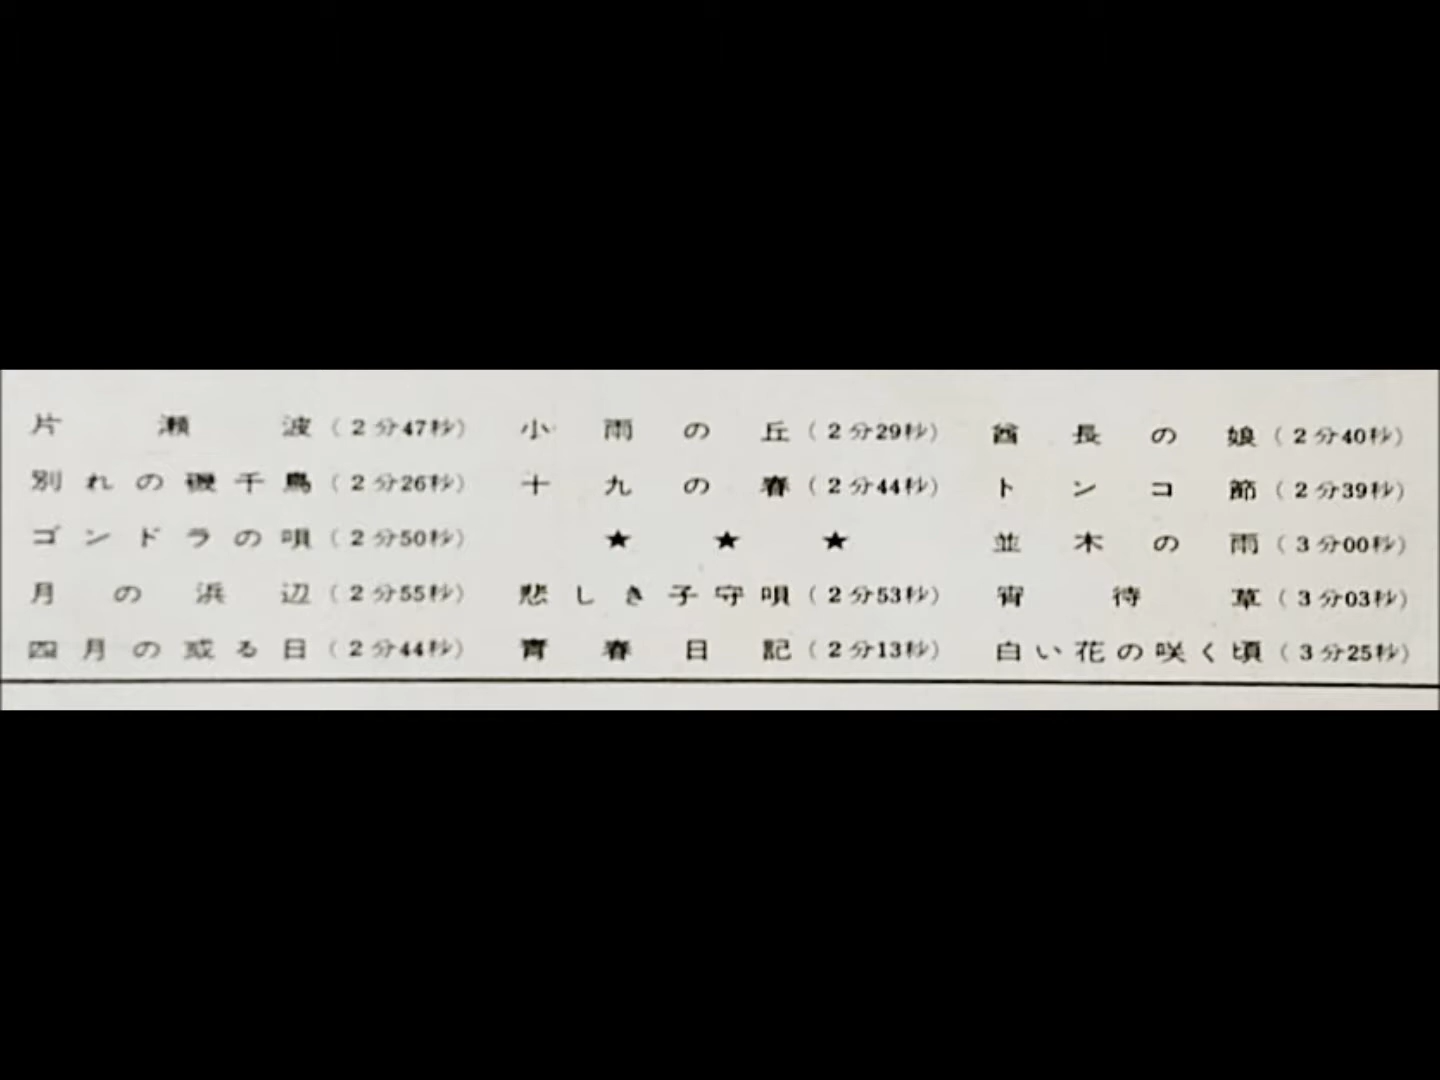 片瀬波（2分47秒）
別れの磯千鳥（2分26秒）
ゴンドラの唄（2分50秒）
月の浜辺（2分55秒）
四月の或る日（2分44秒）
小雨の丘（2分29秒）
十九の春（2分44秒）
★ ★ ★
悲しき子守唄（2分53秒）
青春日記（2分13秒）
酋長の娘（2分40秒）
トンコ節（2分39秒）
並木の雨（3分00秒）
宵待草（3分03秒）
白い花の咲く頃（3分25秒）